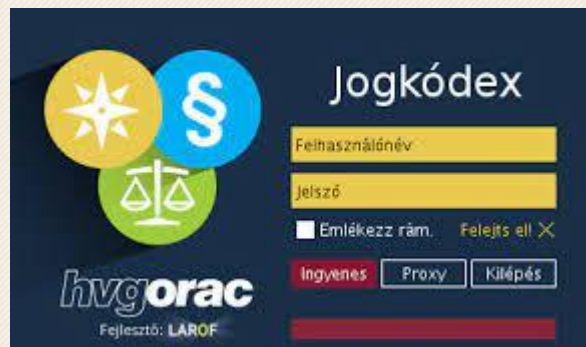 Jogkódex
§
Felhasználónév
Jelszó
Emlékezz rám.
Felejts el!
Ingyenes
Proxy
Kilépés
hvgorac
Fejlesztő: LAROF